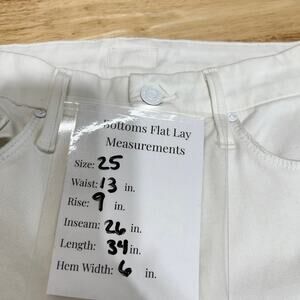 Bottoms Flat Lay
Measurements
Size: 25
Waist: 13 in.
Rise: 9 in.
Inseam: 26 in.
Length: 34 in.
Hem Width: 6 in.